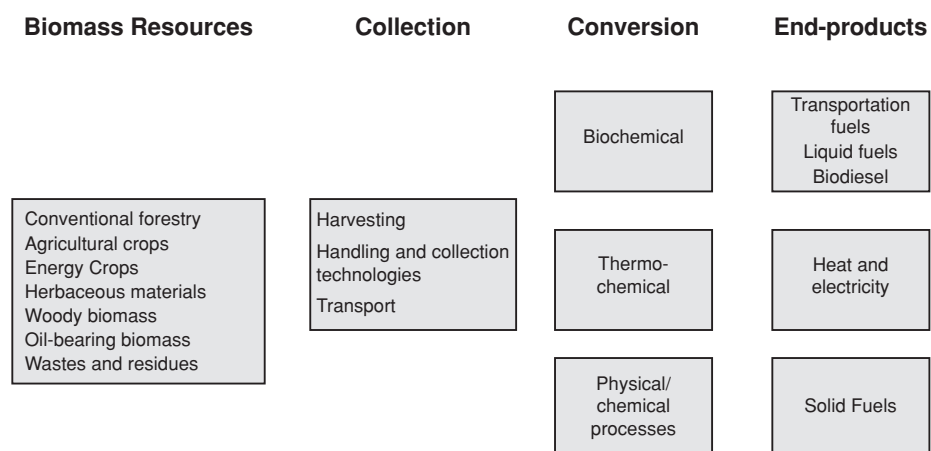 Biomass Resources
Collection
Conversion
End-products
Conventional forestry
Agricultural crops
Energy Crops
Herbaceous materials
Woody biomass
Oil-bearing biomass
Wastes and residues
Harvesting
Handling and collection
technologies
Transport
Biochemical
Thermo-
chemical
Physical/
chemical
processes
Transportation
fuels
Liquid fuels
Biodiesel
Heat and
electricity
Solid Fuels